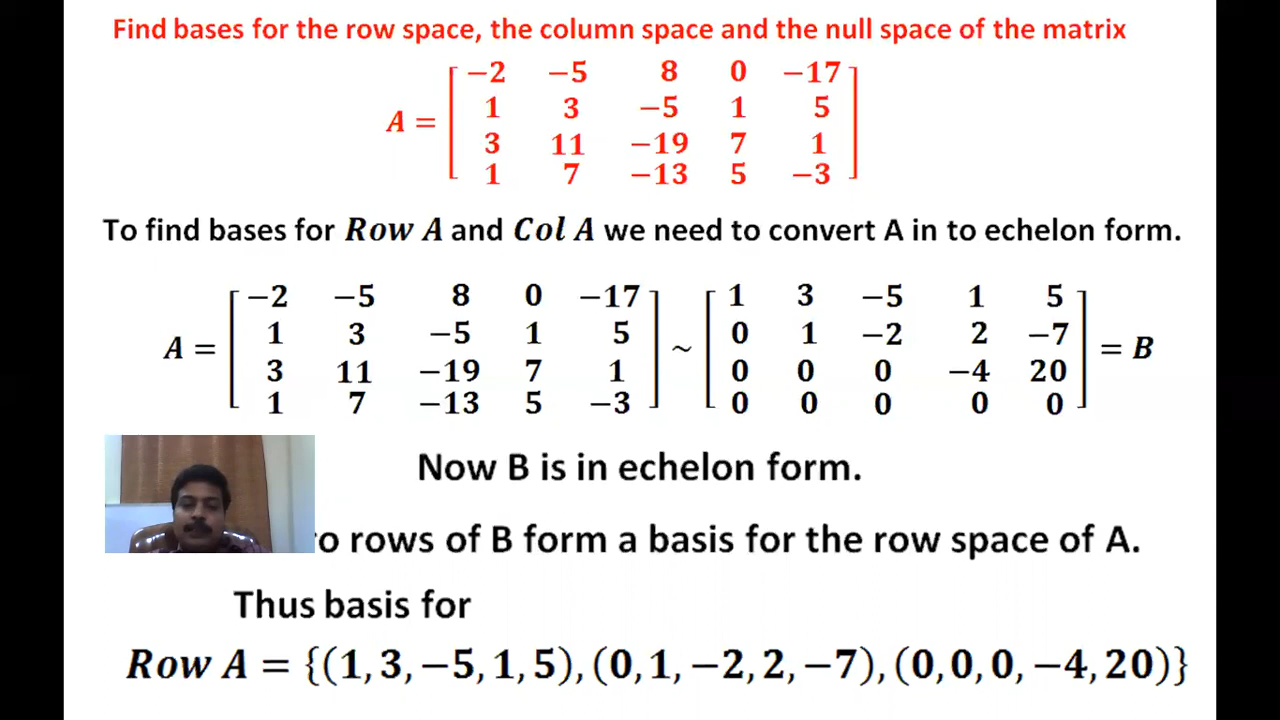 Find bases for the row space, the column space and the null space of the matrix
A = [ −2 −5 8 0 −17
1 3 −5 1 5
3 11 −19 7 1
1 7 −13 5 −3 ]
To find bases for Row A and Col A we need to convert A in to echelon form.
A = [ −2 −5 8 0 −17 ] ~ [ 1 3 −5 1 5 ] = B
1 3 −5 1 5 0 1 −2 2 −7
3 11 −19 7 1 0 0 0 −4 20
1 7 −13 5 −3 0 0 0 0 0
Now B is in echelon form.
rows of B form a basis for the row space of A.
Thus basis for
Row A = {(1, 3, −5, 1, 5), (0, 1, −2, 2, −7), (0, 0, 0, −4, 20)}